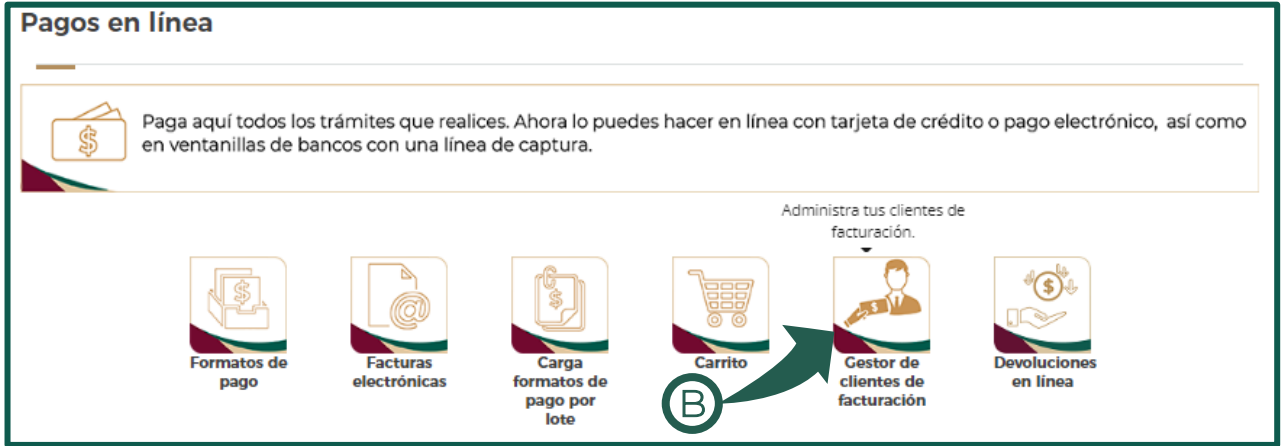 Pagos en línea
Paga aquí todos los trámites que realices. Ahora lo puedes hacer en línea con tarjeta de crédito o pago electrónico, así como
en ventanillas de bancos con una línea de captura.
Administra tus clientes de
facturación.
Formatos de
pago
Facturas
electrónicas
Carga
formatos de
pago por
lote
Carrito
Gestor de
clientes de
facturación
Devoluciones
en línea
B